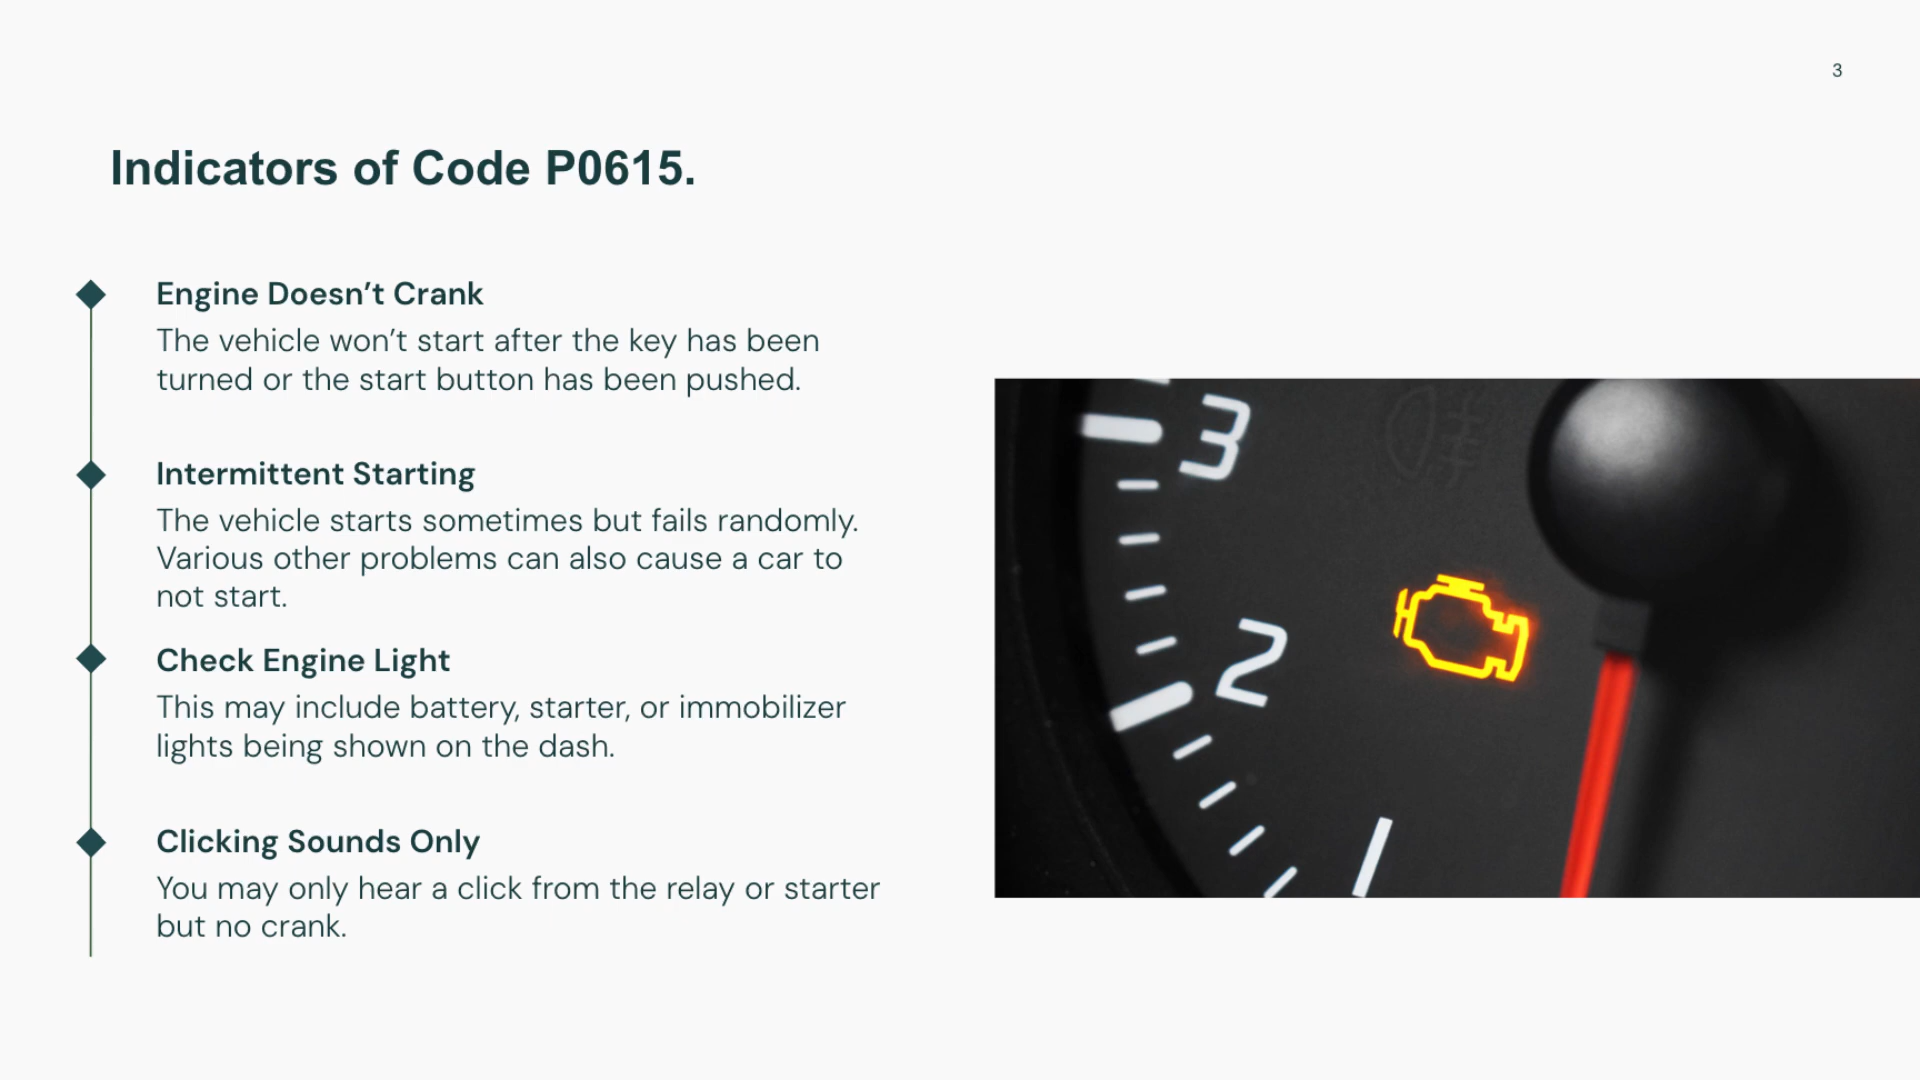 3
Indicators of Code P0615.
Engine Doesn’t Crank
The vehicle won’t start after the key has been
turned or the start button has been pushed.
Intermittent Starting
The vehicle starts sometimes but fails randomly.
Various other problems can also cause a car to
not start.
Check Engine Light
This may include battery, starter, or immobilizer
lights being shown on the dash.
Clicking Sounds Only
You may only hear a click from the relay or starter
but no crank.
3
2
1